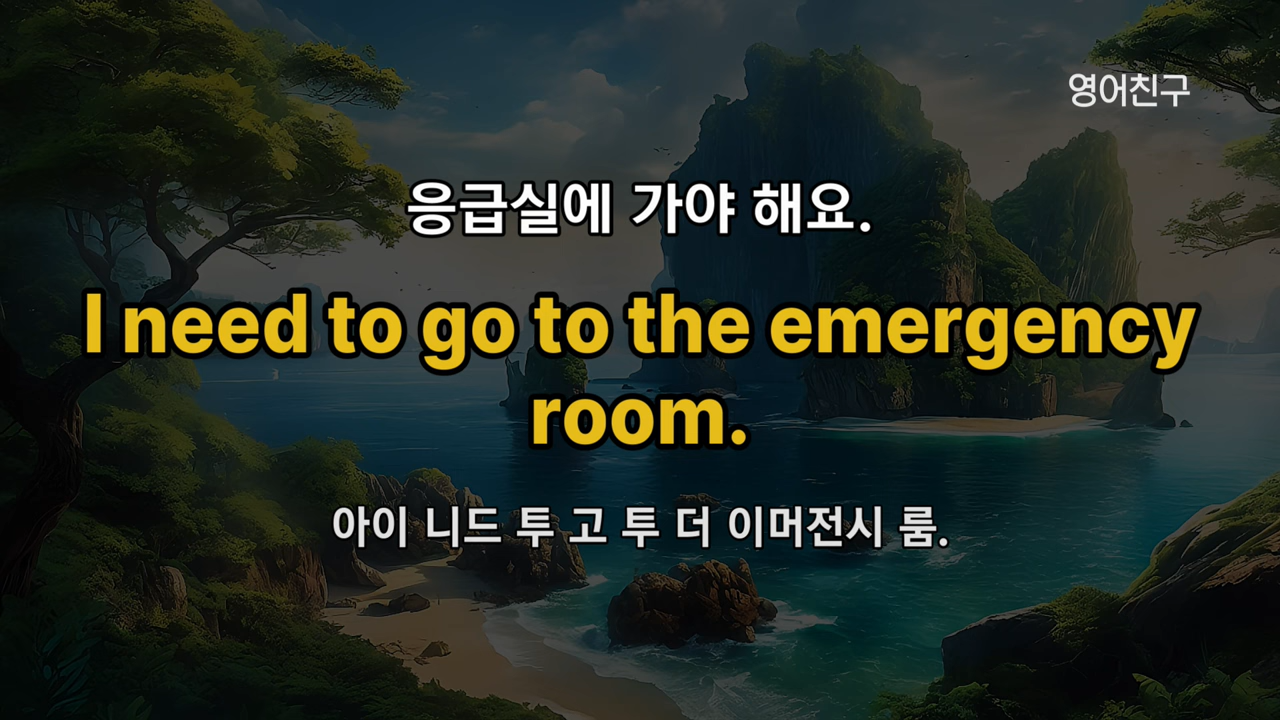 영어친구
응급실에 가야 해요.
I need to go to the emergency
room.
아이 니드 투 고 투 더 이머전시 룸.